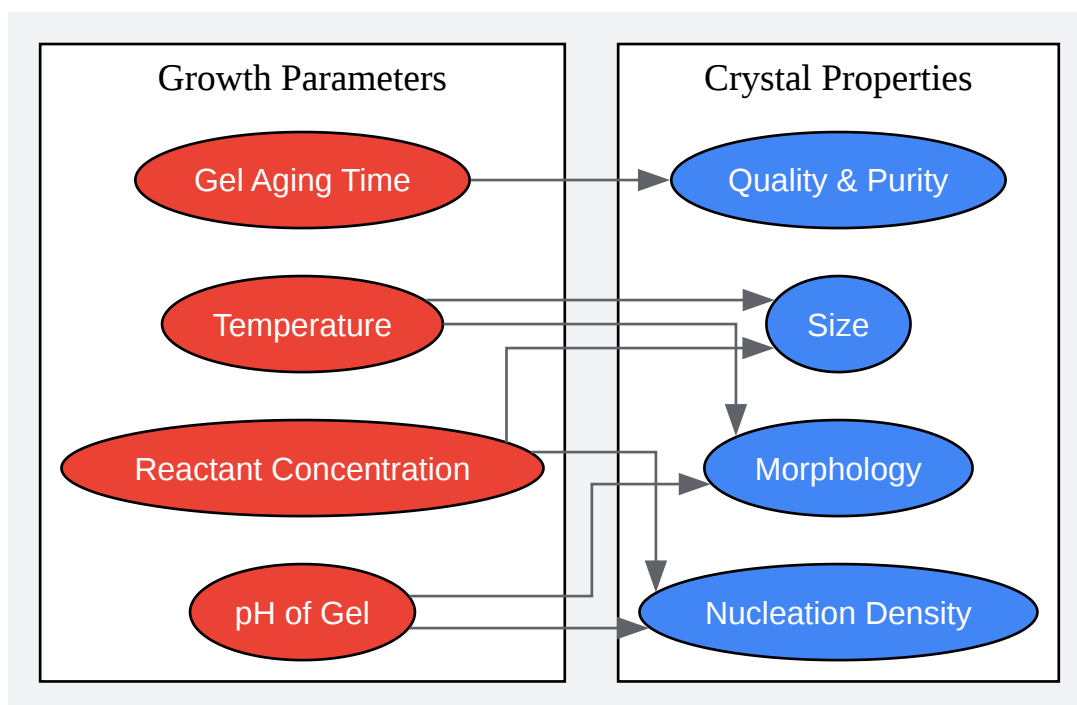 Growth Parameters
Gel Aging Time
Temperature
Reactant Concentration
pH of Gel
Crystal Properties
Quality & Purity
Size
Morphology
Nucleation Density